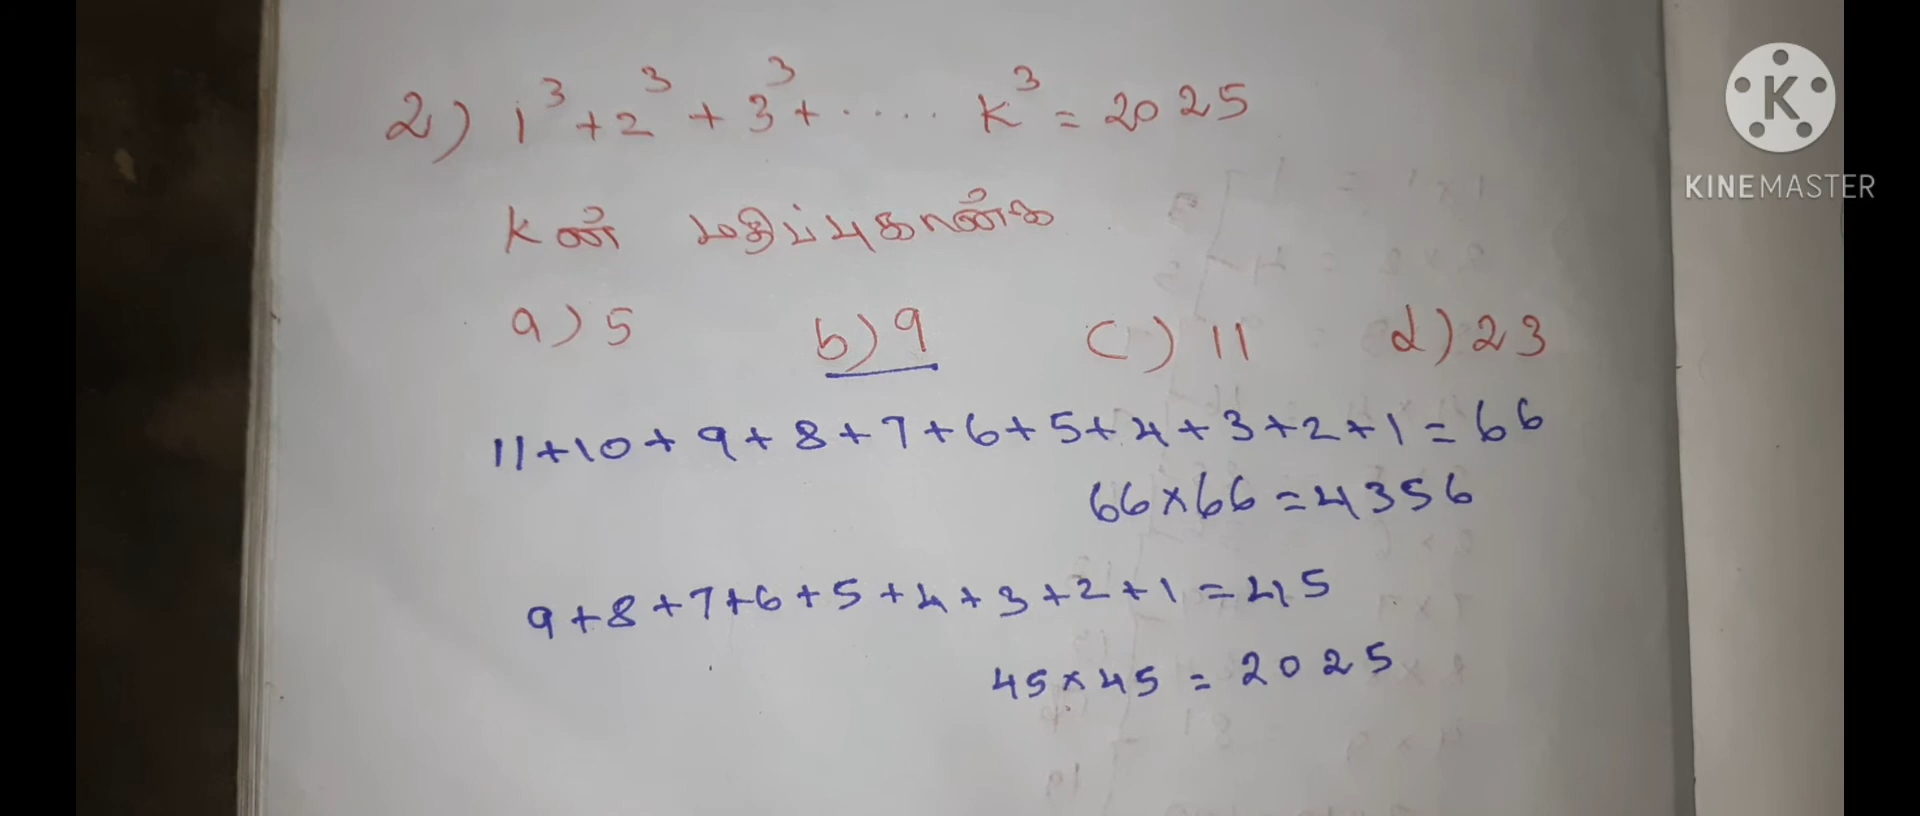 2) 1³ + 2³ + 3³ + ..... k³ = 2025
k ன் மதிப்புகாண்க
a) 5 b) 9 c) 11 d) 23
11+10+9+8+7+6+5+4+3+2+1=66
66×66=4356
9+8+7+6+5+4+3+2+1=45
45×45=2025
K
KINEMASTER